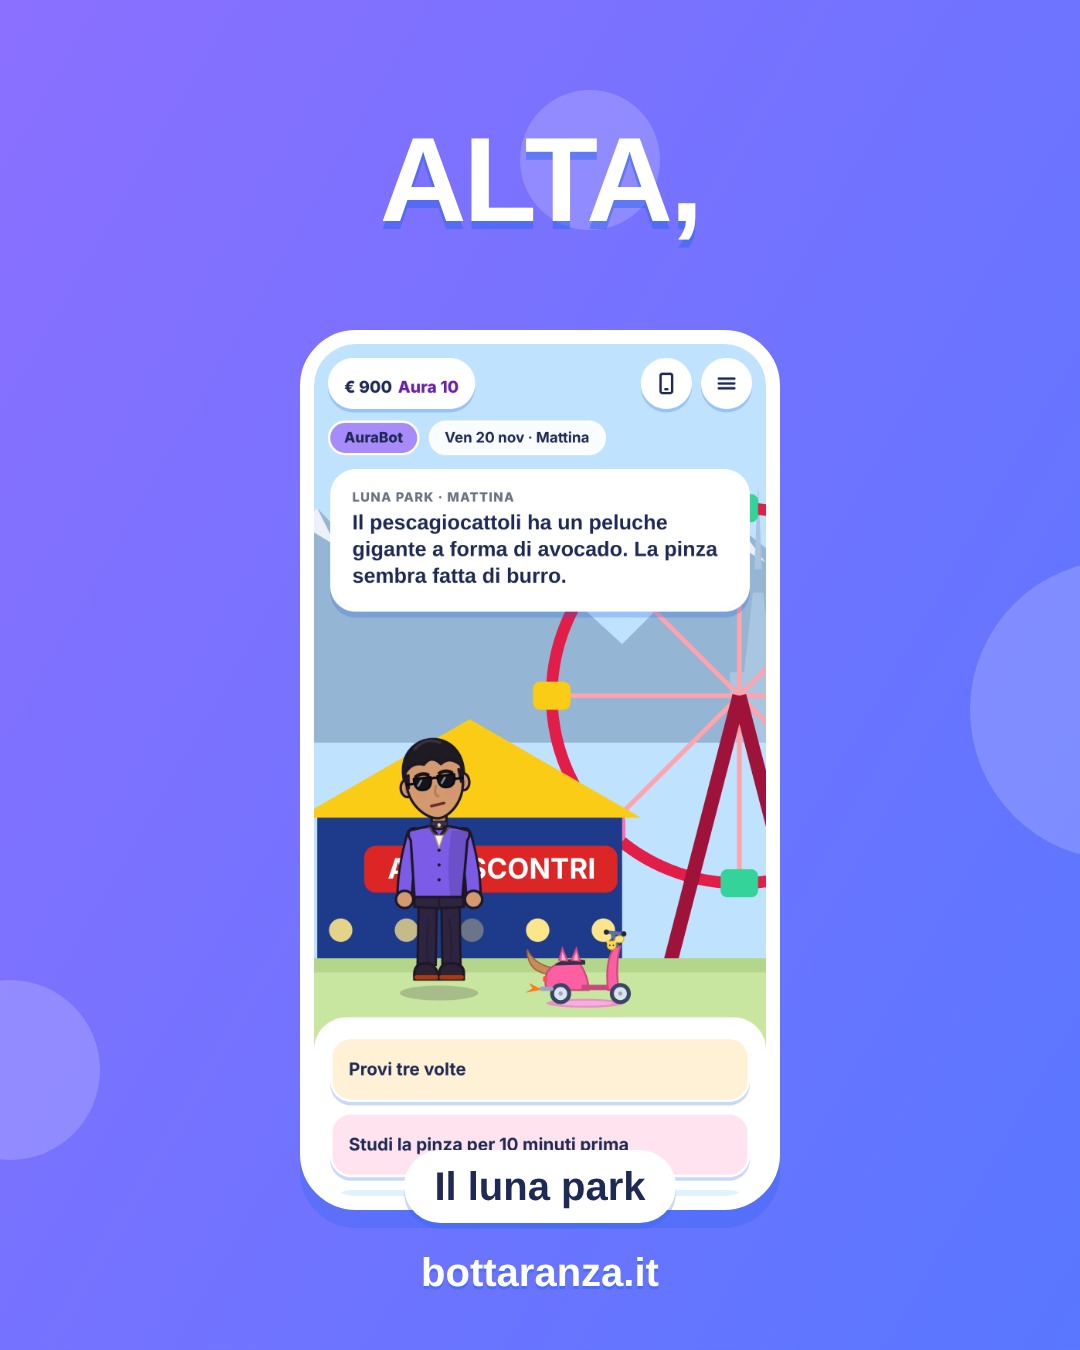 ALTA,
€ 900 Aura 10
AuraBot
Ven 20 nov · Mattina
LUNA PARK · MATTINA
Il pescagiocattoli ha un peluche
gigante a forma di avocado. La pinza
sembra fatta di burro.
SCONTRI
Provi tre volte
Studi la pinza per 10 minuti prima
Il luna park
bottaranza.it